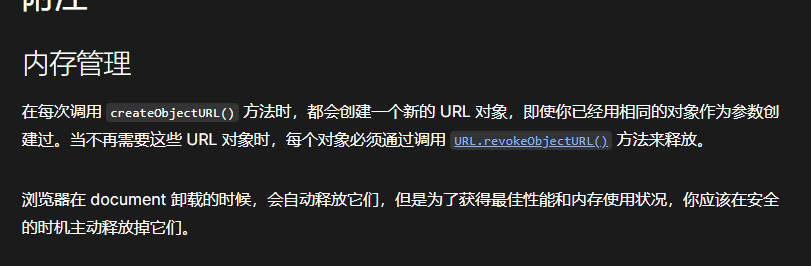 附注
内存管理
在每次调用 createObjectURL() 方法时，都会创建一个新的 URL 对象，即使你已经用相同的对象作为参数创
建过。当不再需要这些 URL 对象时，每个对象必须通过调用 URL.revokeObjectURL() 方法来释放。
浏览器在 document 卸载的时候，会自动释放它们，但是为了获得最佳性能和内存使用状况，你应该在安全
的时机主动释放掉它们。